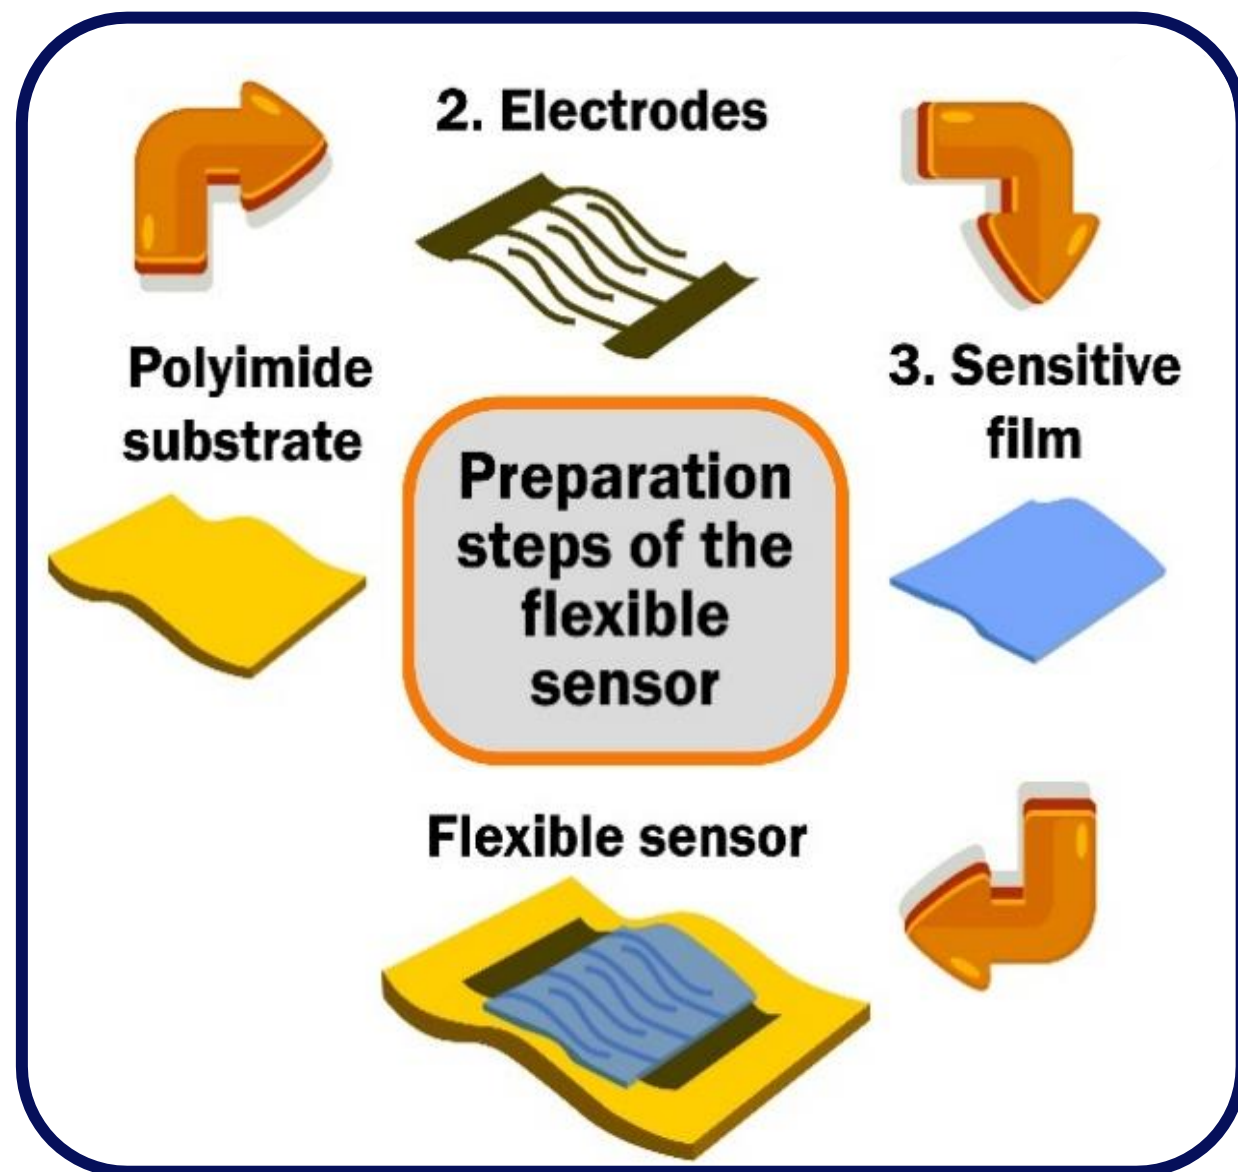 2. Electrodes
Polyimide
substrate
3. Sensitive
film
Preparation
steps of the
flexible
sensor
Flexible sensor